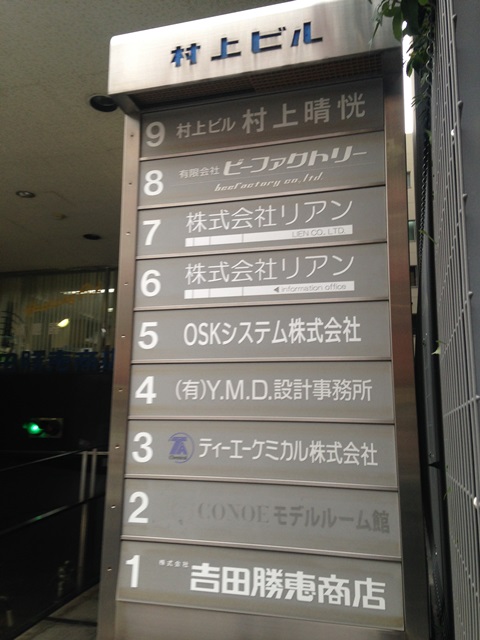 村上ビル
9 村上ビル 村上晴恍
8 有限会社 ビーファクトリー
beefactory co.,ltd.
7 株式会社リアン
LIEN CO., LTD.
6 株式会社リアン
◀information office
5 OSKシステム株式会社
4 (有)Y.M.D.設計事務所
3 TA ティーエーケミカル株式会社
2 CONOE モデルルーム館
1 株式会社 吉田勝恵商店